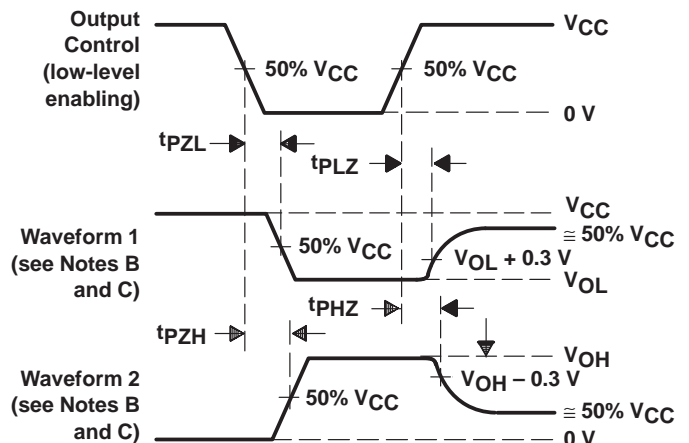 Output
Control
(low-level
enabling)
VCC
50% VCC
50% VCC
0 V
tPZL
tPLZ
VCC
≅ 50% VCC
Waveform 1
(see Notes B
and C)
50% VCC
VOL + 0.3 V
VOL
tPHZ
tPZH
VOH
VOH − 0.3 V
Waveform 2
(see Notes B
and C)
50% VCC
≅ 50% VCC
0 V